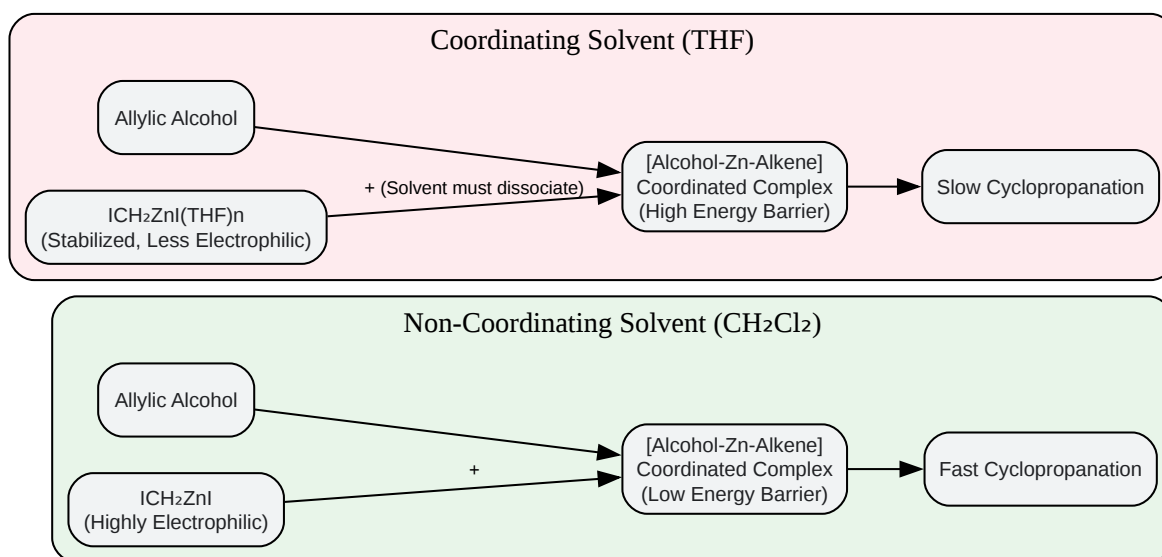 Coordinating Solvent (THF)
Allylic Alcohol
ICH₂ZnI(THF)n
(Stabilized, Less Electrophilic)
+ (Solvent must dissociate)
[Alcohol-Zn-Alkene]
Coordinated Complex
(High Energy Barrier)
Slow Cyclopropanation
Non-Coordinating Solvent (CH₂Cl₂)
Allylic Alcohol
ICH₂ZnI
(Highly Electrophilic)
+
[Alcohol-Zn-Alkene]
Coordinated Complex
(Low Energy Barrier)
Fast Cyclopropanation